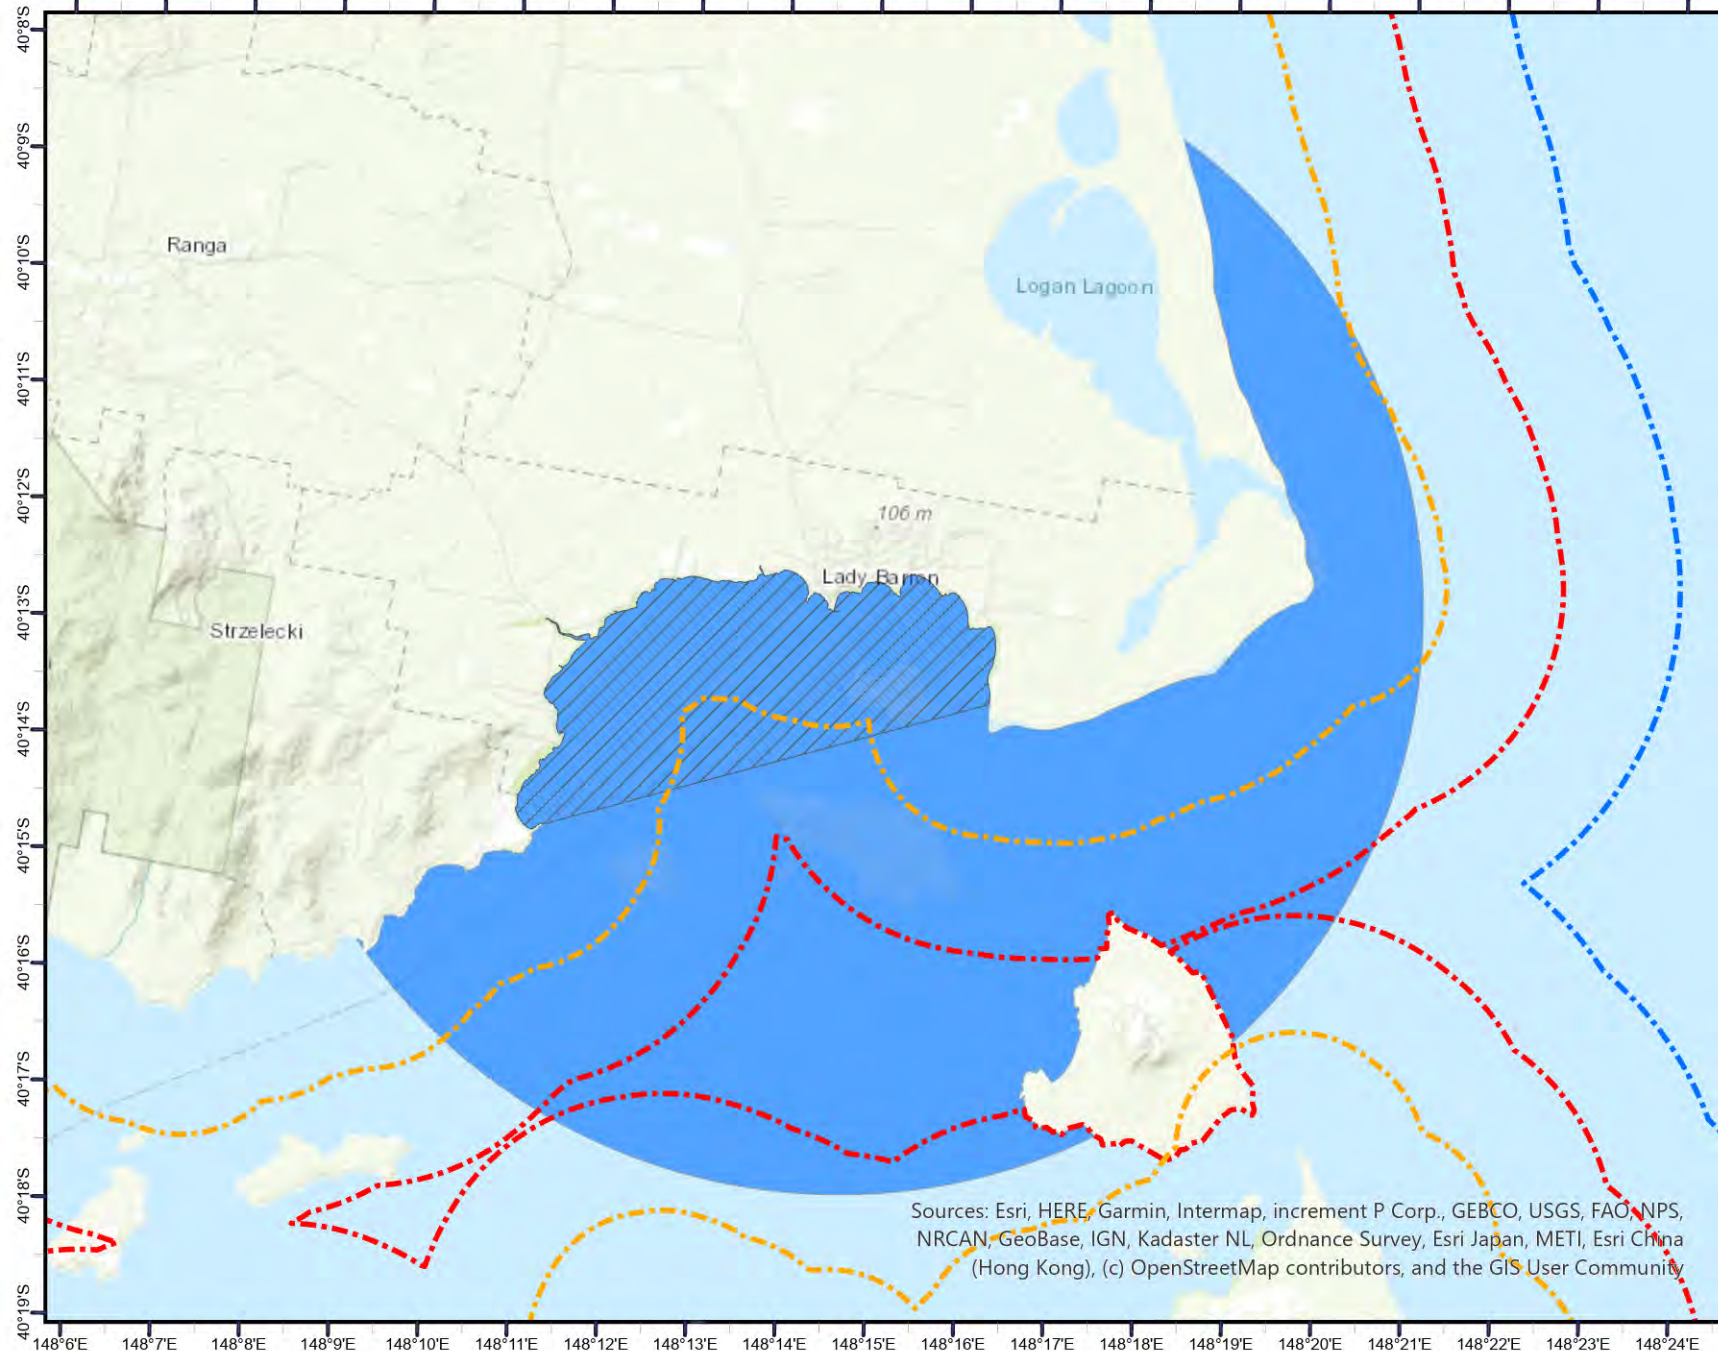 40°8'S
40°9'S
Ranga
40°10'S
Logan Lagoon
40°11'S
40°12'S
106 m
Lady Barron
40°13'S
Strzelecki
40°14'S
40°15'S
40°16'S
40°17'S
40°18'S
Sources: Esri, HERE, Garmin, Intermap, increment P Corp., GEBCO, USGS, FAO, NPS,
NRCAN, GeoBase, IGN, Kadaster NL, Ordnance Survey, Esri Japan, METI, Esri China
(Hong Kong), (c) OpenStreetMap contributors, and the GIS User Community
40°19'S
148°6'E 148°7'E 148°8'E 148°9'E 148°10'E 148°11'E 148°12'E 148°13'E 148°14'E 148°15'E 148°16'E 148°17'E 148°18'E 148°19'E 148°20'E 148°21'E 148°22'E 148°23'E 148°24'E